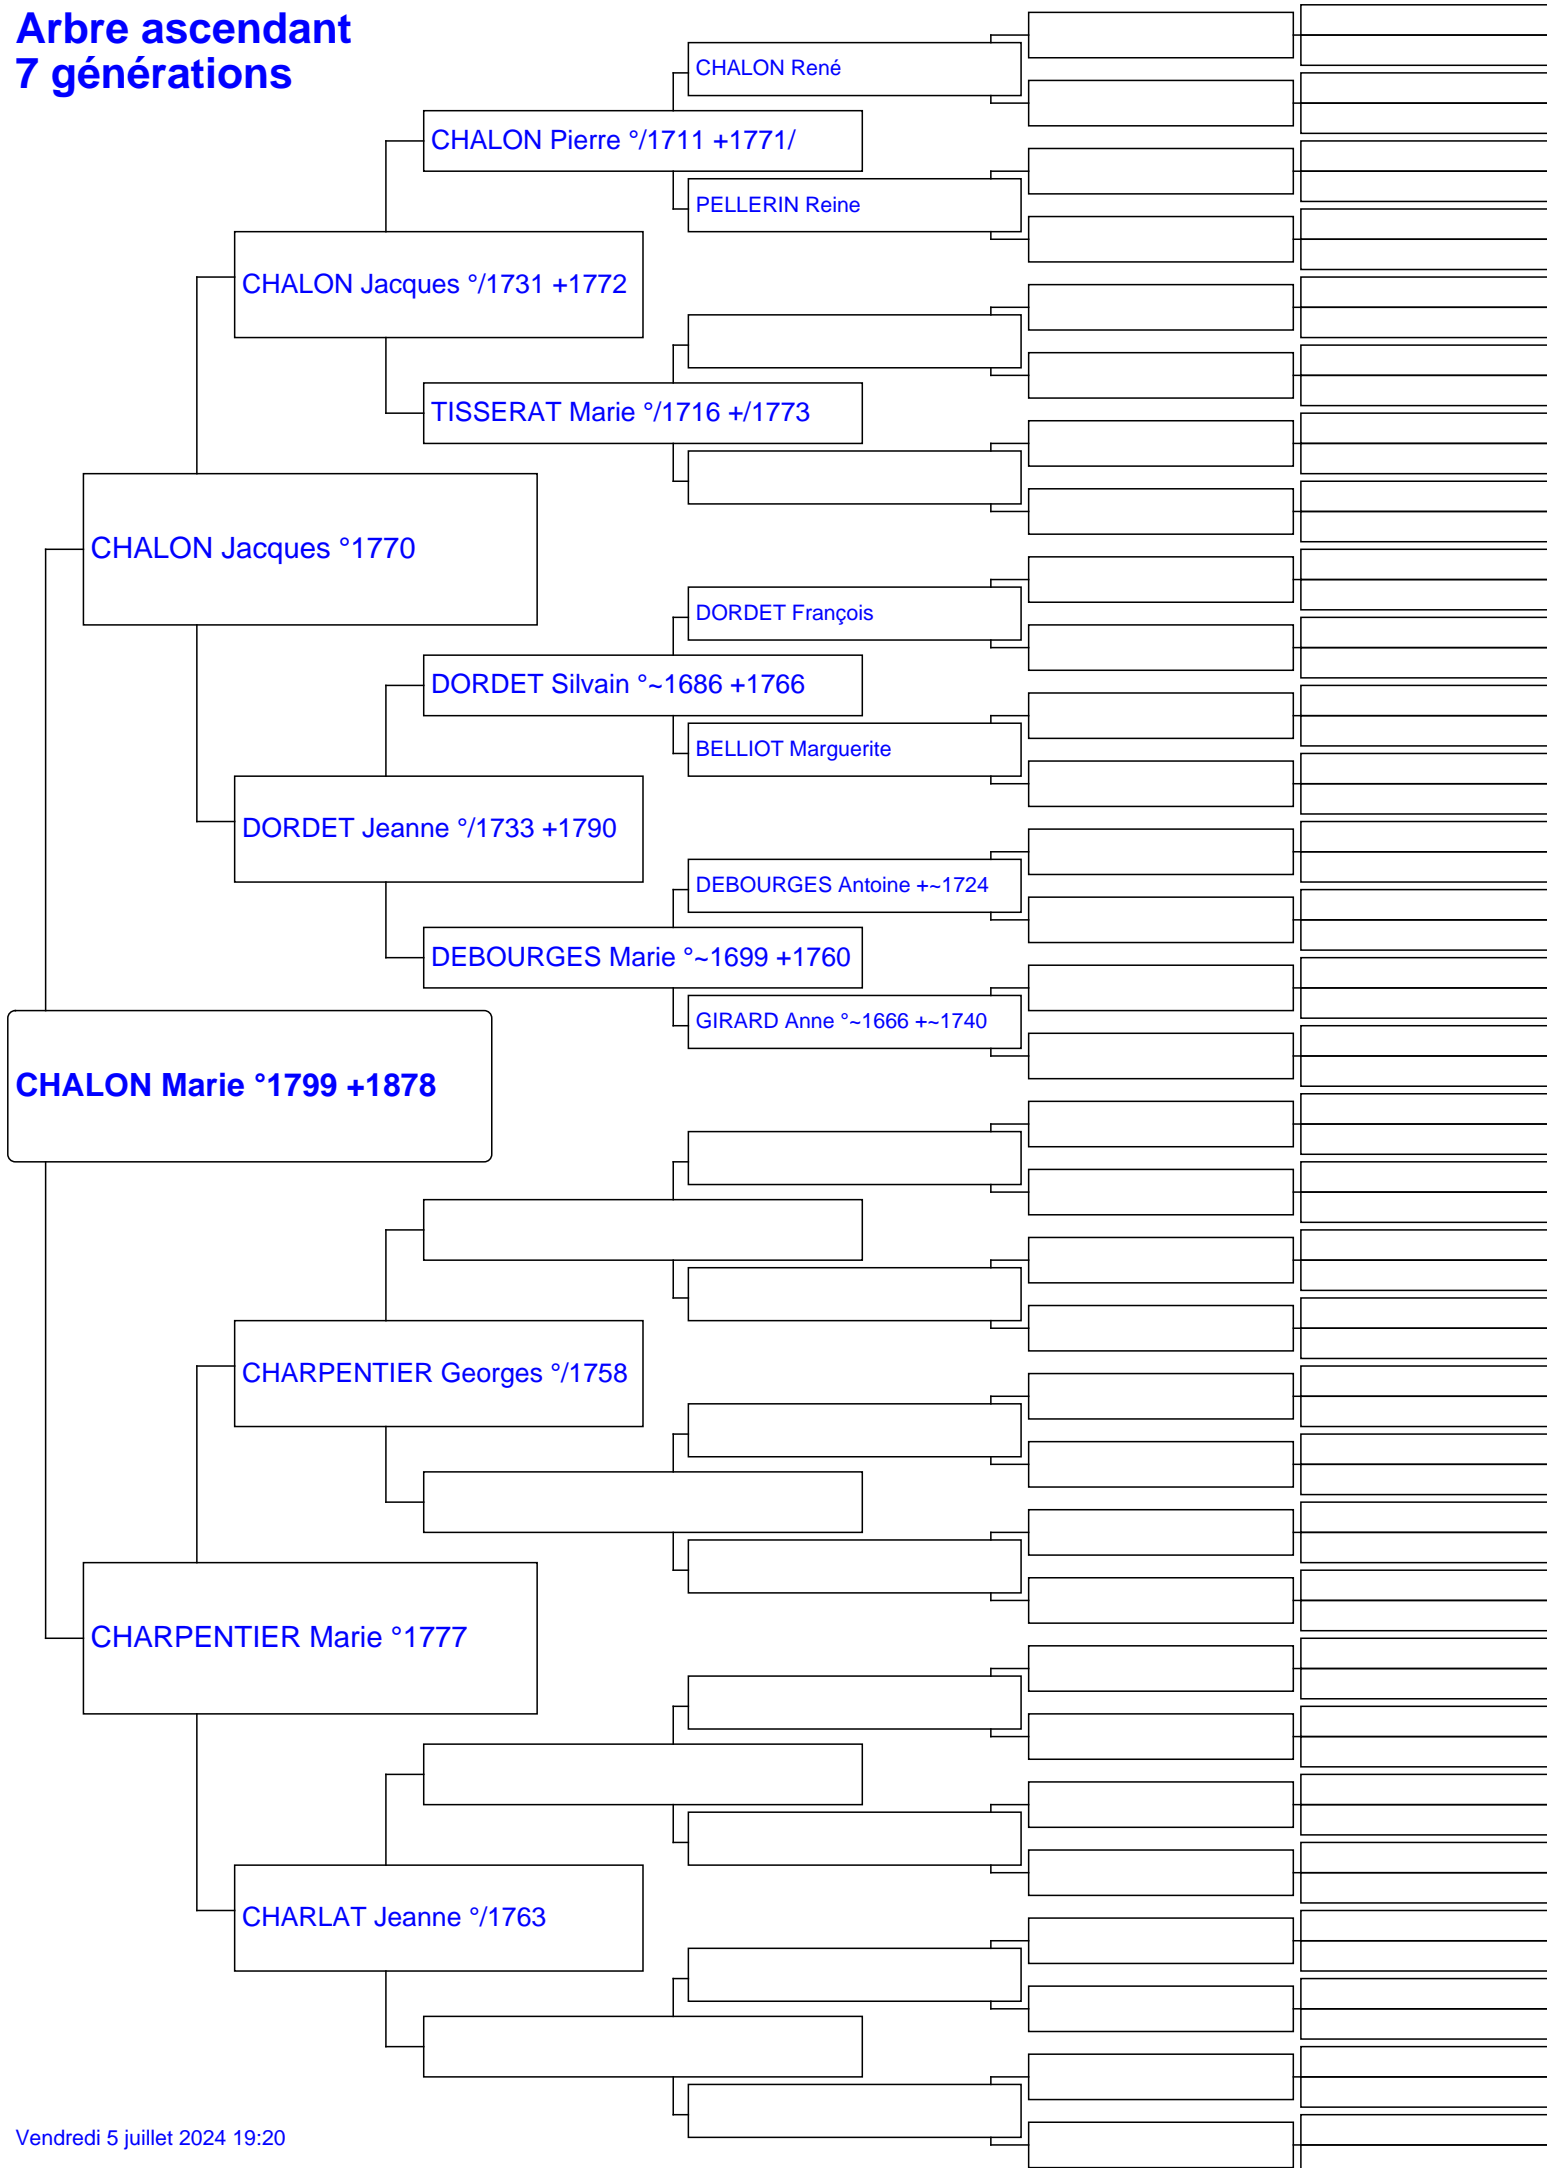 Arbre ascendant
7 générations
CHALON René
CHALON Pierre °/1711 +1771/
PELLERIN Reine
CHALON Jacques °/1731 +1772
TISSERAT Marie °/1716 +/1773
CHALON Jacques °1770
DORDET François
DORDET Silvain °~1686 +1766
BELLIOT Marguerite
DORDET Jeanne °/1733 +1790
DEBOURGES Antoine +~1724
DEBOURGES Marie °~1699 +1760
GIRARD Anne °~1666 +~1740
CHALON Marie °1799 +1878
CHARPENTIER Georges °/1758
CHARPENTIER Marie °1777
CHARLAT Jeanne °/1763
Vendredi 5 juillet 2024 19:20